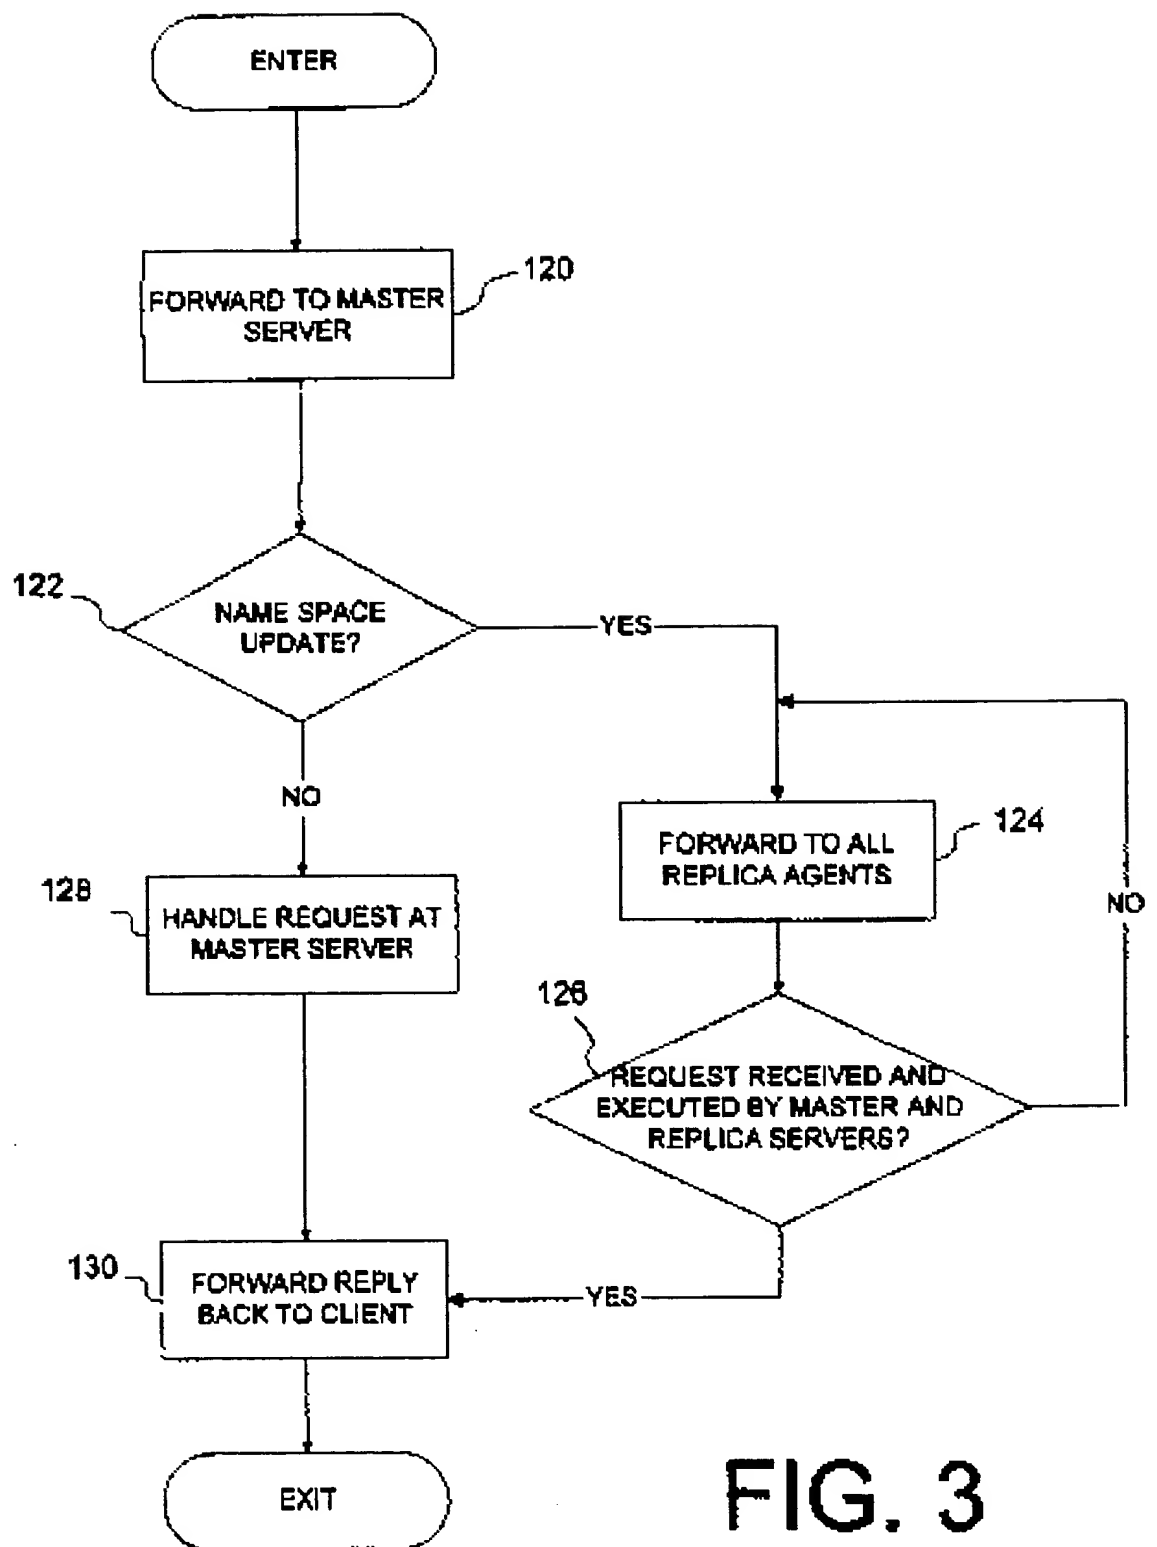 ENTER
FORWARD TO MASTER
SERVER
120
122
NAME SPACE
UPDATE?
YES
NO
FORWARD TO ALL
REPLICA AGENTS
124
NO
128
HANDLE REQUEST AT
MASTER SERVER
126
REQUEST RECEIVED AND
EXECUTED BY MASTER AND
REPLICA SERVERS?
130
FORWARD REPLY
BACK TO CLIENT
YES
EXIT
FIG. 3